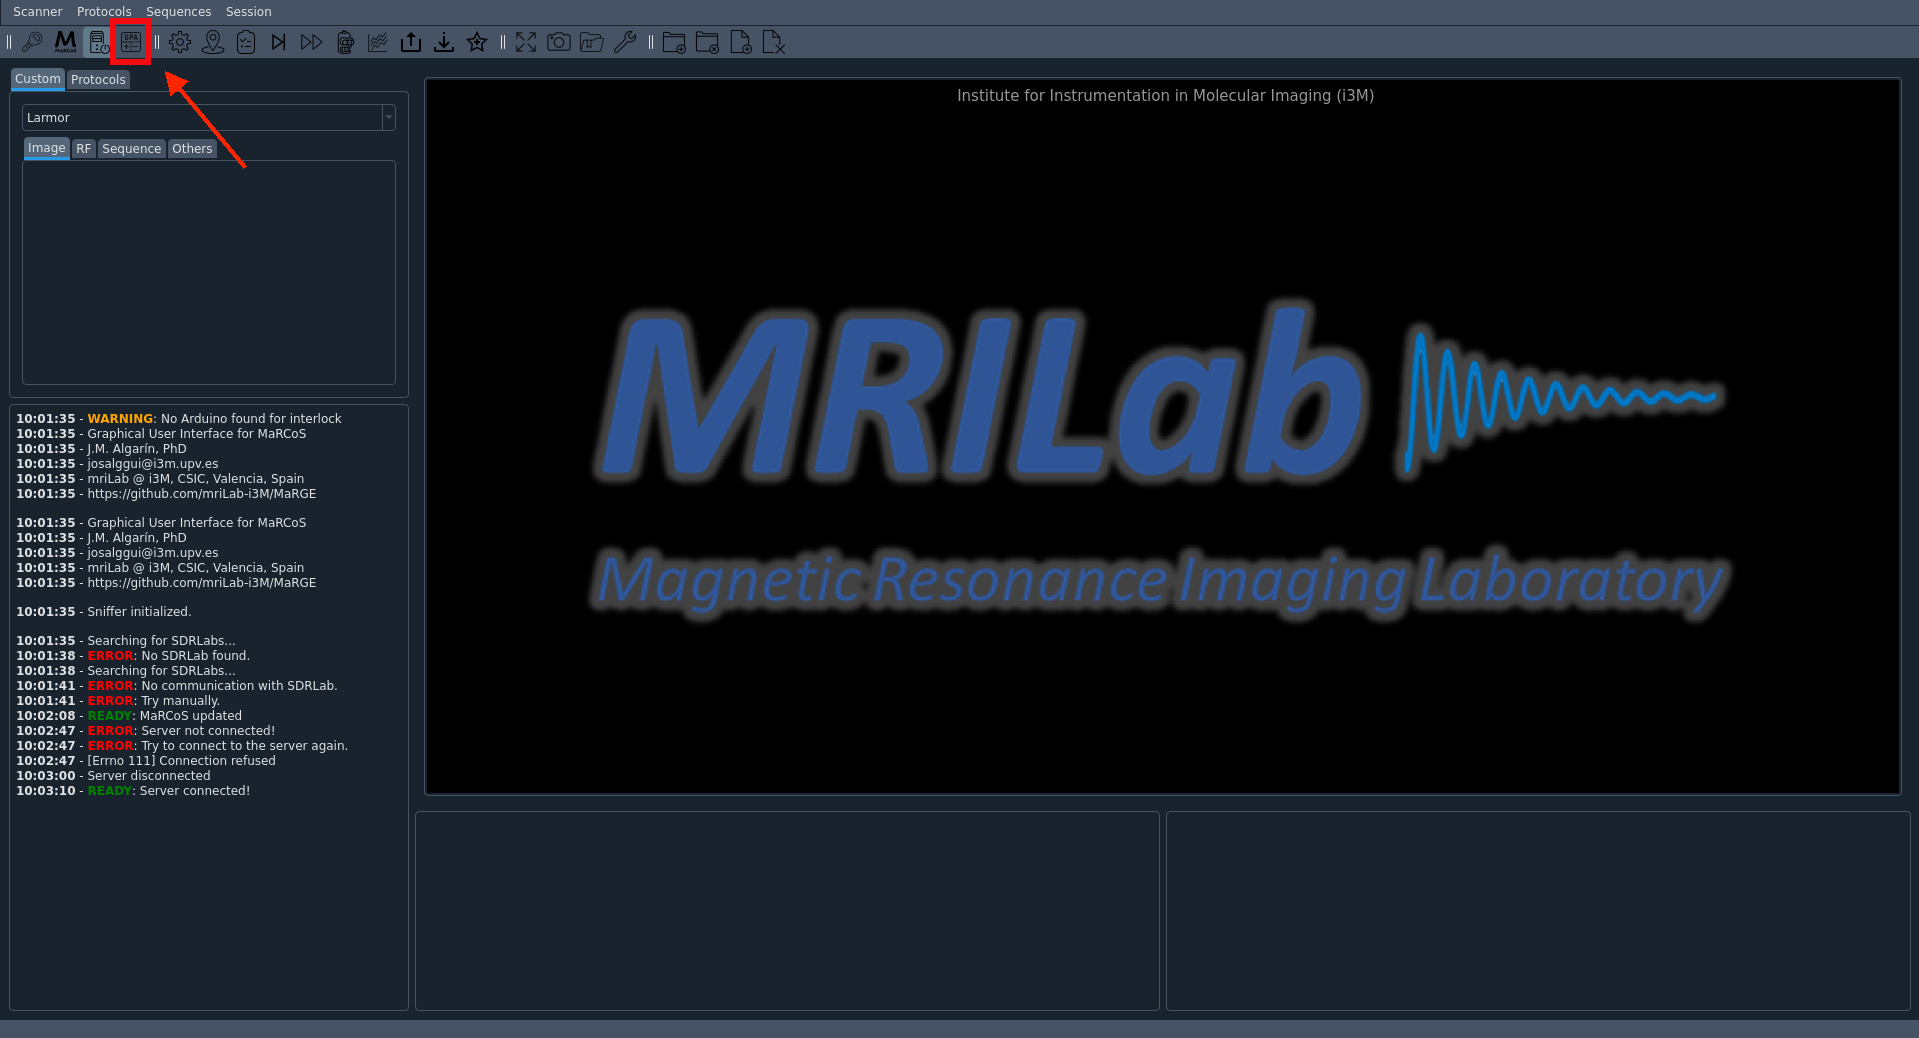 Scanner Protocols Sequences Session
MaRCoS
GPA
Custom Protocols
Larmor
Image RF Sequence Others
10:01:35 - WARNING: No Arduino found for interlock
10:01:35 - Graphical User Interface for MaRCoS
10:01:35 - J.M. Algarín, PhD
10:01:35 - josalggui@i3m.upv.es
10:01:35 - mriLab @ i3M, CSIC, Valencia, Spain
10:01:35 - https://github.com/mriLab-i3M/MaRGE
10:01:35 - Graphical User Interface for MaRCoS
10:01:35 - J.M. Algarín, PhD
10:01:35 - josalggui@i3m.upv.es
10:01:35 - mriLab @ i3M, CSIC, Valencia, Spain
10:01:35 - https://github.com/mriLab-i3M/MaRGE
10:01:35 - Sniffer initialized.
10:01:35 - Searching for SDRLabs...
10:01:38 - ERROR: No SDRLab found.
10:01:38 - Searching for SDRLabs...
10:01:41 - ERROR: No communication with SDRLab.
10:01:41 - ERROR: Try manually.
10:02:08 - READY: MaRCoS updated
10:02:47 - ERROR: Server not connected!
10:02:47 - ERROR: Try to connect to the server again.
10:02:47 - [Errno 111] Connection refused
10:03:00 - Server disconnected
10:03:10 - READY: Server connected!
Institute for Instrumentation in Molecular Imaging (i3M)
MRILab
Magnetic Resonance Imaging Laboratory